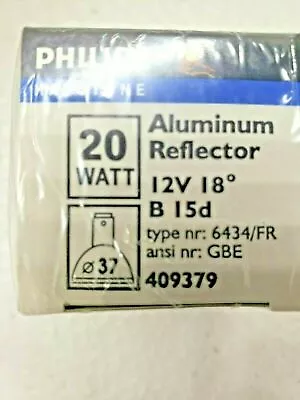 20
WATT
Aluminum
Reflector
12V 18°
B 15d
type nr: 6434/FR
ansi nr: GBE
409379
ø 37